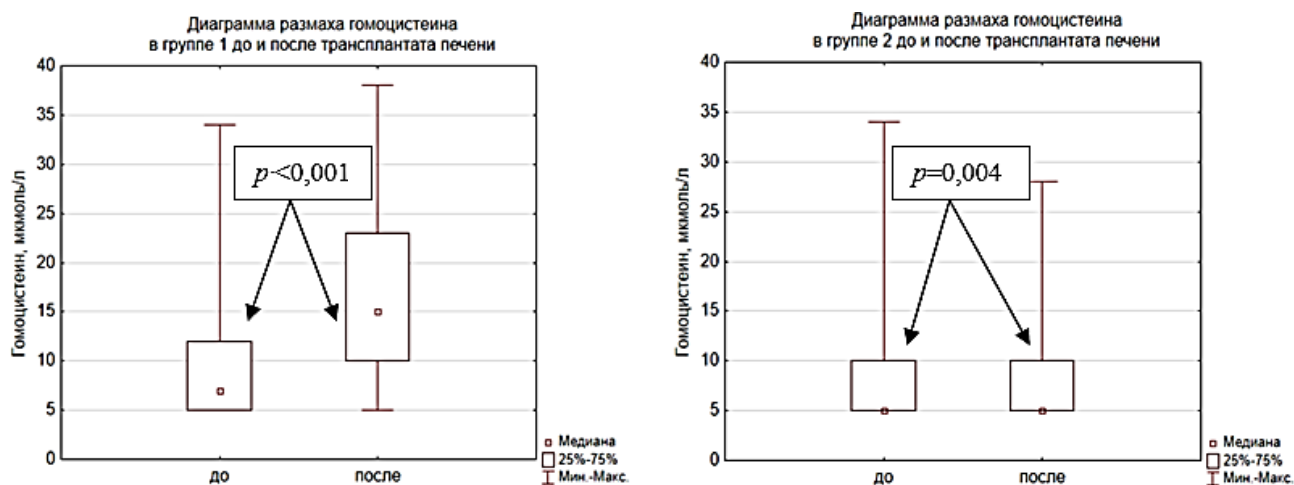 Диаграмма размаха гомоцистеина
в группе 1 до и после трансплантата печени
Гомоцистеин, мкмоль/л
40
35
30
25
20
15
10
5
0
p<0,001
до
после
Медиана
25%-75%
Мин.-Макс.
Диаграмма размаха гомоцистеина
в группе 2 до и после трансплантата печени
Гомоцистеин, мкмоль/л
40
35
30
25
20
15
10
5
0
p=0,004
до
после
Медиана
25%-75%
Мин.-Макс.